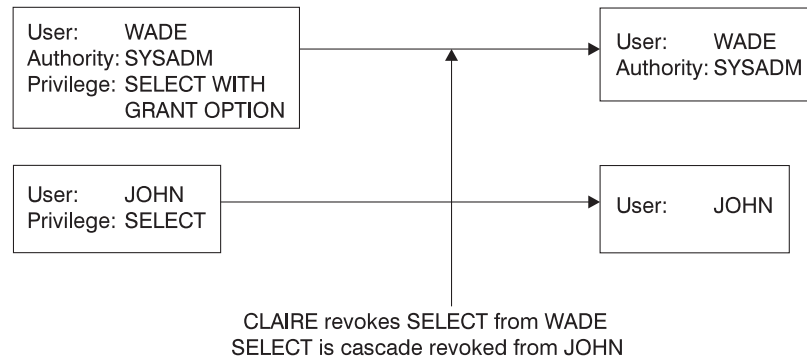 User: WADE
Authority: SYSADM
Privilege: SELECT WITH
GRANT OPTION
User: WADE
Authority: SYSADM
User: JOHN
Privilege: SELECT
User: JOHN
CLAIRE revokes SELECT from WADE
SELECT is cascade revoked from JOHN